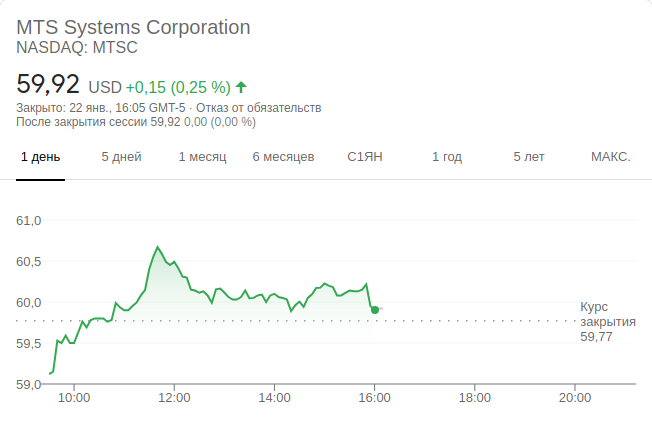 MTS Systems Corporation
NASDAQ: MTSC
59,92 USD +0,15 (0,25 %)
Закрыто: 22 янв., 16:05 GMT-5 · Отказ от обязательств
После закрытия сессии 59,92 0,00 (0,00 %)
1 день 5 дней 1 месяц 6 месяцев С1ЯН 1 год 5 лет МАКС.
61,0
60,5
60,0
Курс
закрытия
59,77
59,5
59,0
10:00 12:00 14:00 16:00 18:00 20:00